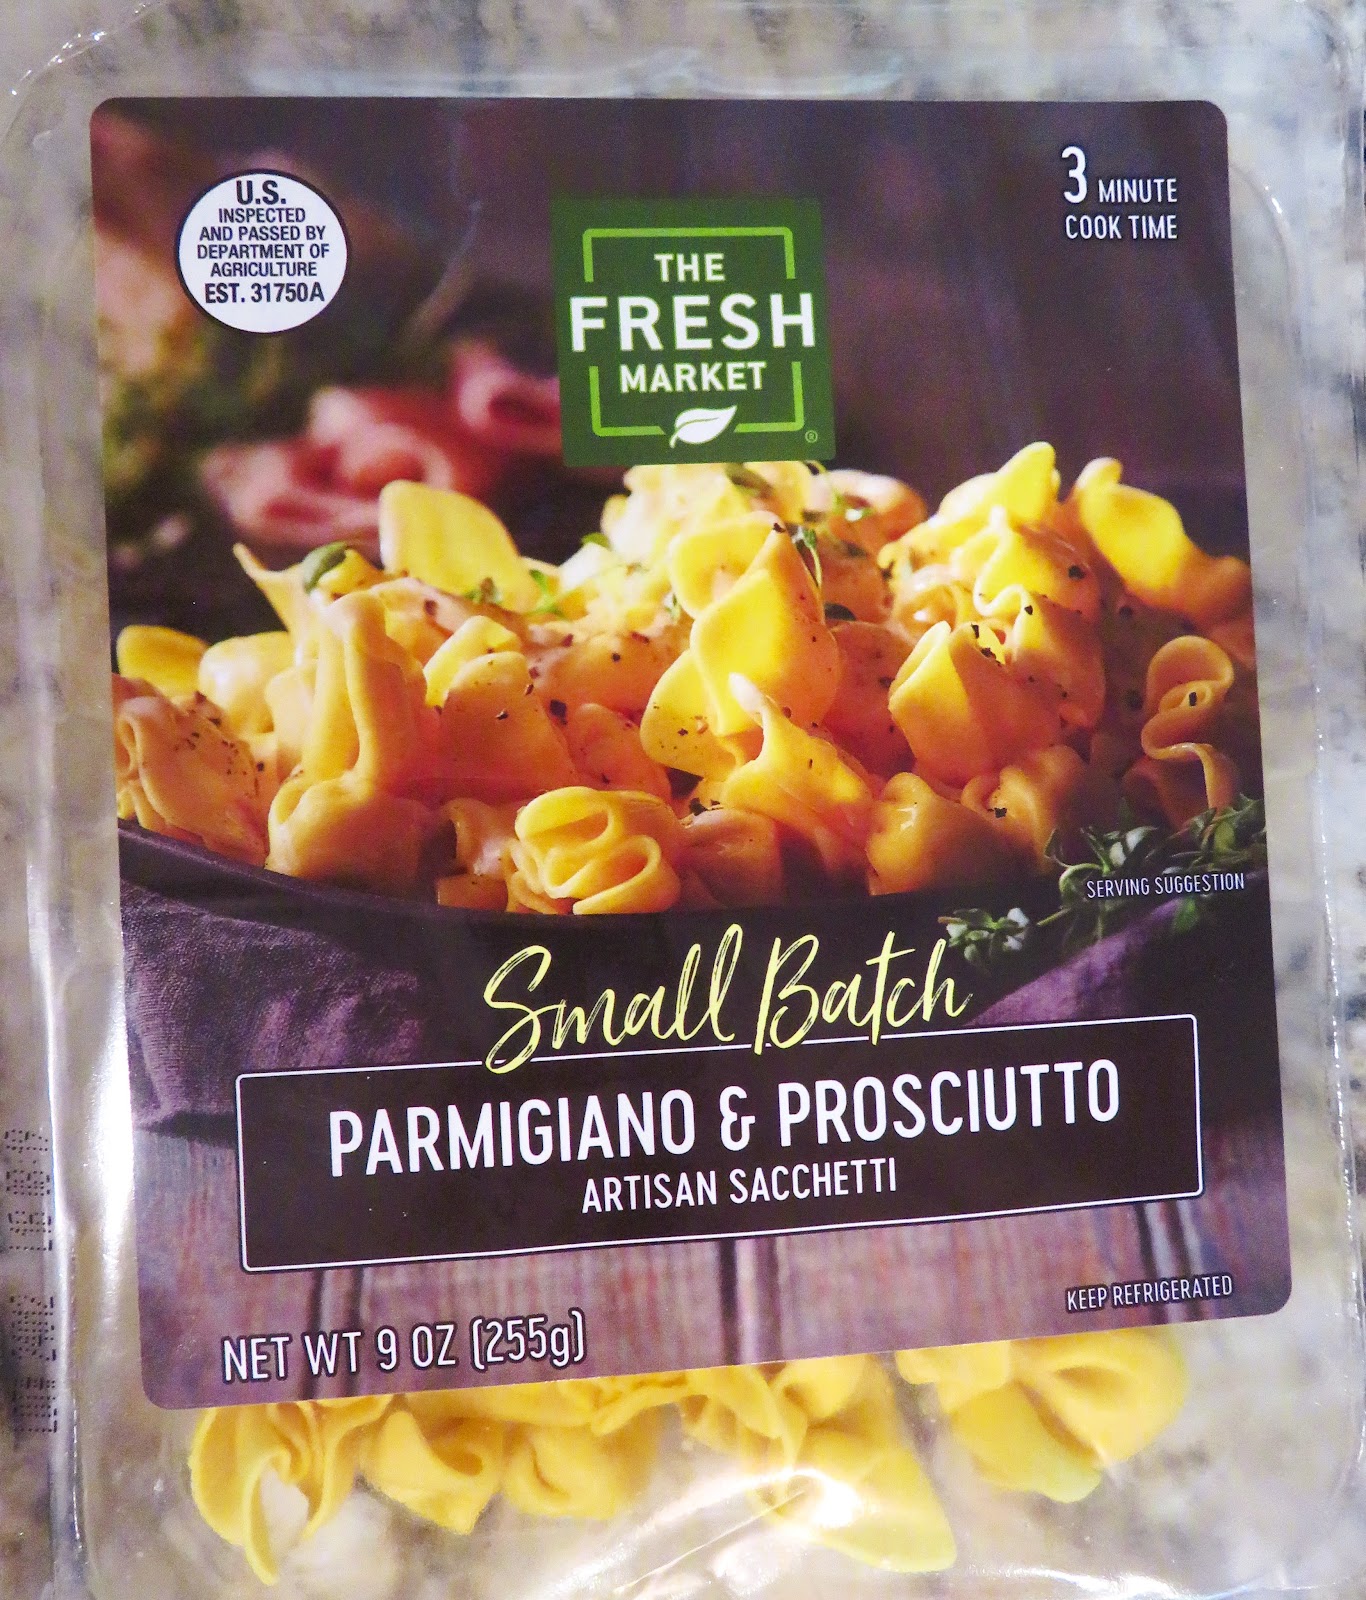 U.S.
INSPECTED
AND PASSED BY
DEPARTMENT OF
AGRICULTURE
EST. 31750A
THE
FRESH
MARKET
®
3 MINUTE
COOK TIME
SERVING SUGGESTION
Small Batch
PARMIGIANO & PROSCIUTTO
ARTISAN SACCHETTI
KEEP REFRIGERATED
NET WT 9 OZ (255g)